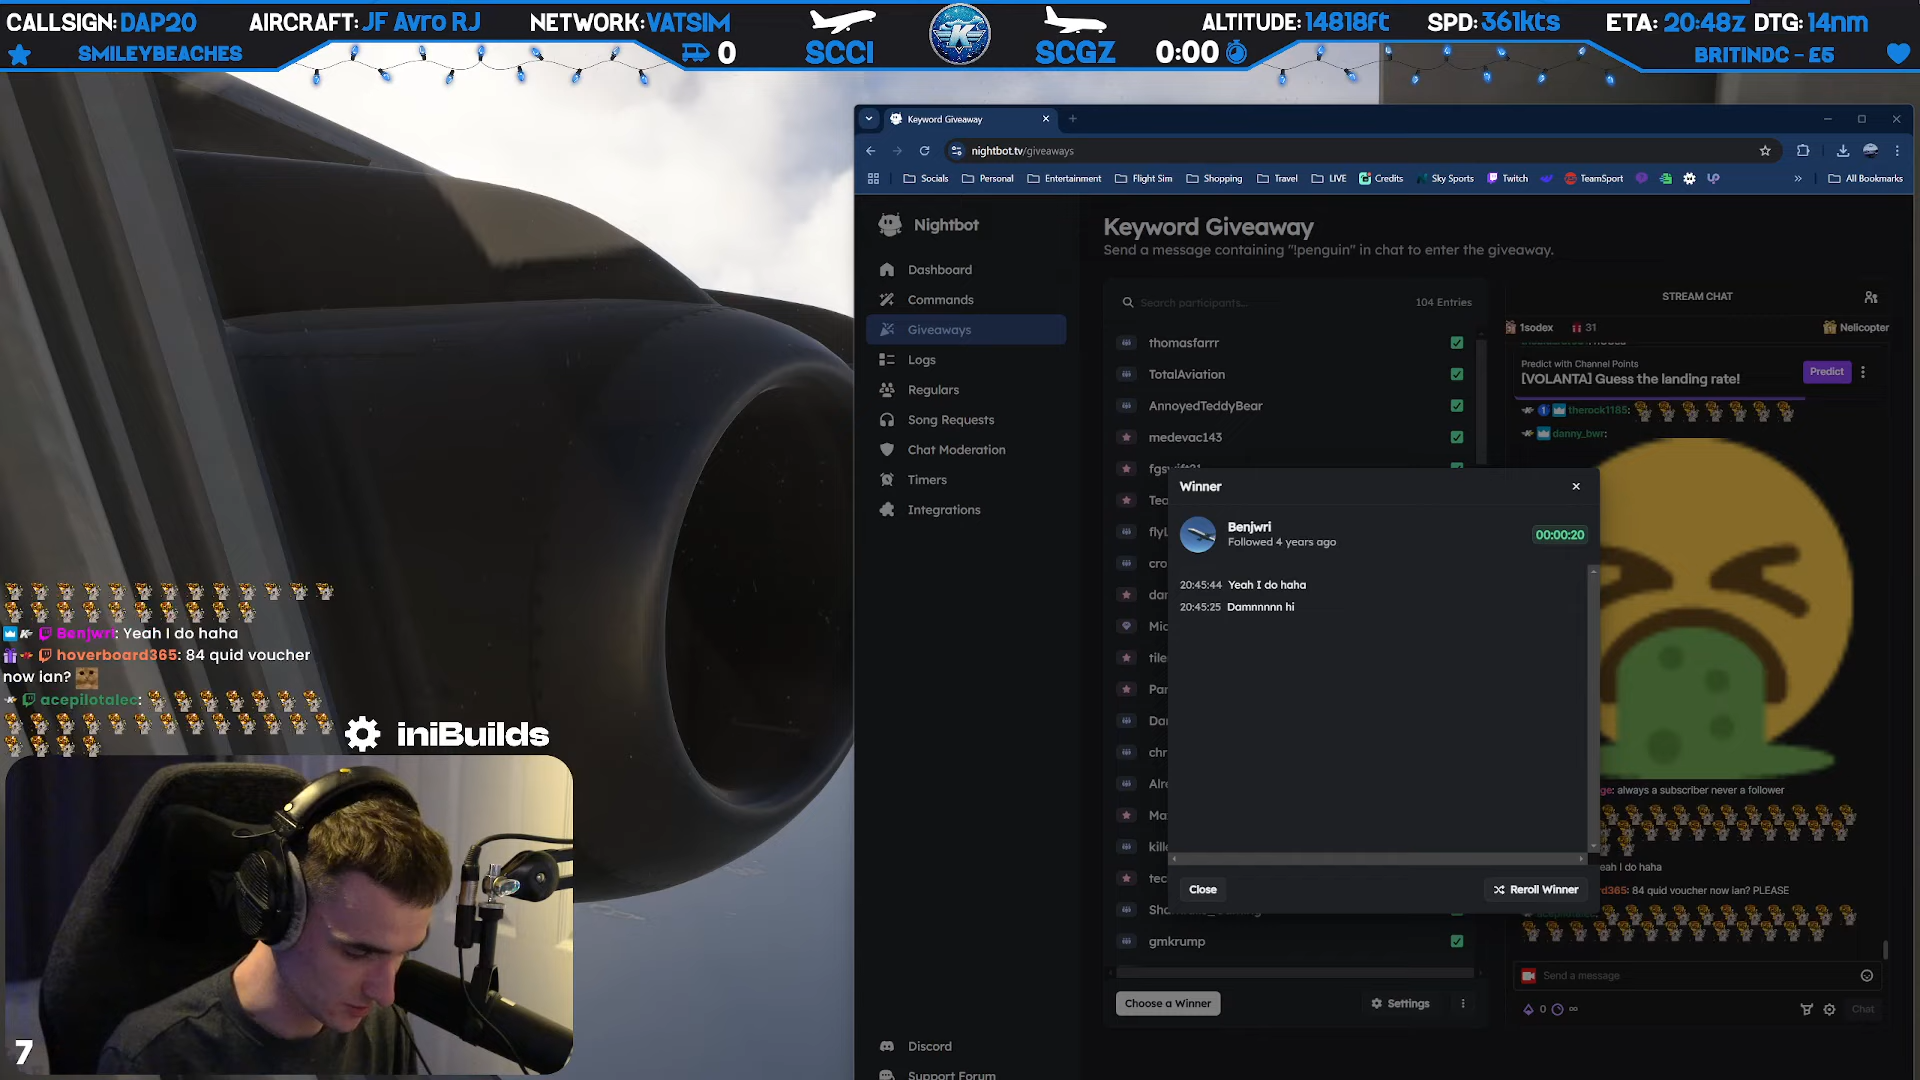 CALLSIGN: DAP20
AIRCRAFT: JF Avro RJ
NETWORK: VATSIM
ALTITUDE: 14818ft
SPD: 361kts
ETA: 20:48z DTG: 14nm
SMILEYBEACHES
0
SCCI
K
SCGZ
0:00
BRITINDC - £5
Keyword Giveaway
nightbot.tv/giveaways
Socials
Personal
Entertainment
Flight Sim
Shopping
Travel
LIVE
Credits
Sky Sports
Twitch
TeamSport
All Bookmarks
Nightbot
Dashboard
Commands
Giveaways
Logs
Regulars
Song Requests
Chat Moderation
Timers
Integrations
Discord
Support Forum
Keyword Giveaway
Send a message containing "!penguin" in chat to enter the giveaway.
Search participants...
104 Entries
thomasfarrr
TotalAviation
AnnoyedTeddyBear
medevac143
gmkrump
Choose a Winner
Settings
STREAM CHAT
1sodex
31
Nelicopter
Predict with Channel Points
[VOLANTA] Guess the landing rate!
Predict
therock1185:
danny_bwr:
always a subscriber never a follower
84 quid voucher now ian? PLEASE
Send a message
0
Chat
Winner
Benjwri
Followed 4 years ago
00:00:20
20:45:44 Yeah I do haha
20:45:25 Damnnnnn hi
Close
Reroll Winner
Benjwri: Yeah I do haha
hoverboard365: 84 quid voucher
now ian?
acepilotalec:
iniBuilds
7